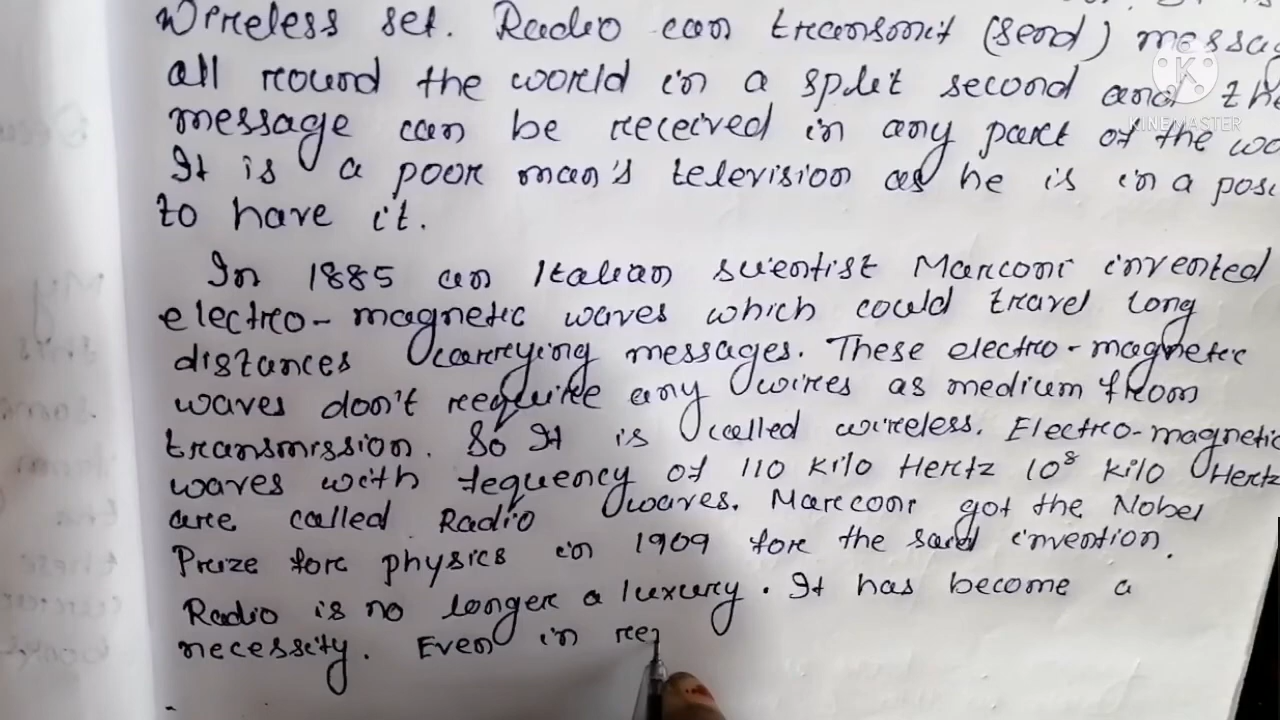 Wireless set. Radio can transmit (send) messag
all round the world in a split second and the
message can be received in any part of the wo
It is a poor man's television as he is in a posi
to have it.
In 1885 an Italian scientist Marconi invented
electro-magnetic waves which could travel long
distances carrying messages. These electro-magnetic
waves don't require any wires as medium from
transmission. So It is called wireless. Electro-magnetic
waves with fequency of 110 Kilo Hertz 10⁸ Kilo Hertz
are called Radio waves. Marconi got the Nobel
Prize for physics in 1909 for the said invention.
Radio is no longer a luxury. It has become a
necessity. Even in re
KINEMASTER